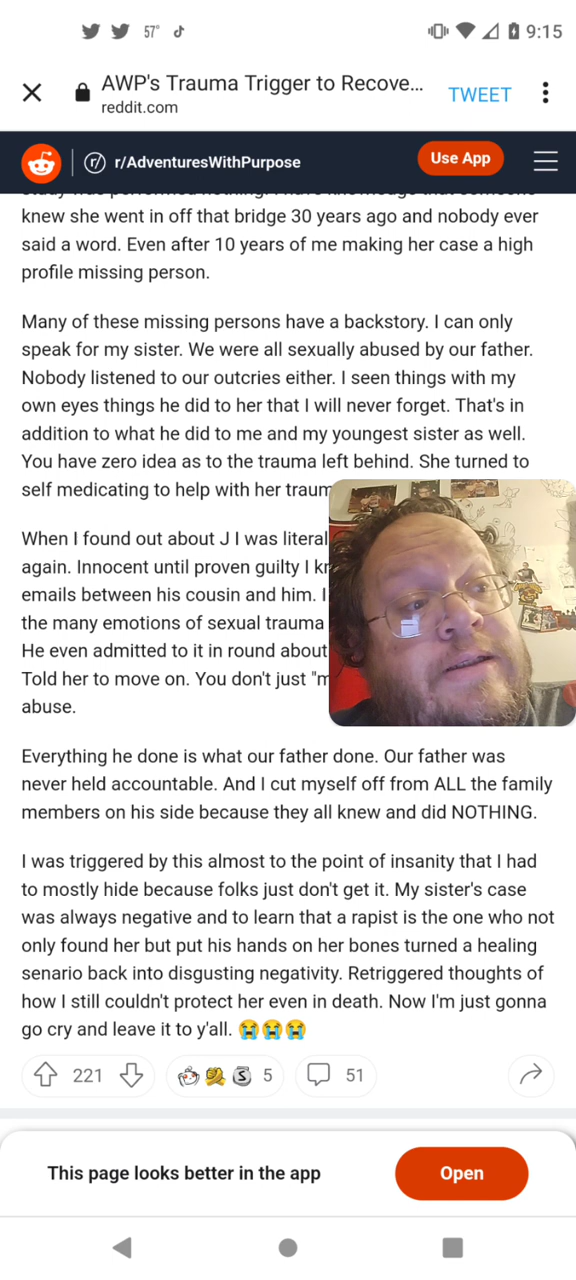 57°
9:15
AWP's Trauma Trigger to Recove...
reddit.com
TWEET
r/AdventuresWithPurpose
Use App
knew she went in off that bridge 30 years ago and nobody ever
said a word. Even after 10 years of me making her case a high
profile missing person.
Many of these missing persons have a backstory. I can only
speak for my sister. We were all sexually abused by our father.
Nobody listened to our outcries either. I seen things with my
own eyes things he did to her that I will never forget. That's in
addition to what he did to me and my youngest sister as well.
You have zero idea as to the trauma left behind. She turned to
self medicating to help with her traum
When I found out about J I was literal
again. Innocent until proven guilty I
emails between his cousin and him. I
the many emotions of sexual trauma
He even admitted to it in round about
Told her to move on. You don't just "m
abuse.
Everything he done is what our father done. Our father was
never held accountable. And I cut myself off from ALL the family
members on his side because they all knew and did NOTHING.
I was triggered by this almost to the point of insanity that I had
to mostly hide because folks just don't get it. My sister's case
was always negative and to learn that a rapist is the one who not
only found her but put his hands on her bones turned a healing
senario back into disgusting negativity. Retriggered thoughts of
how I still couldn't protect her even in death. Now I'm just gonna
go cry and leave it to y'all. 😭😭😭
221
5
51
This page looks better in the app
Open